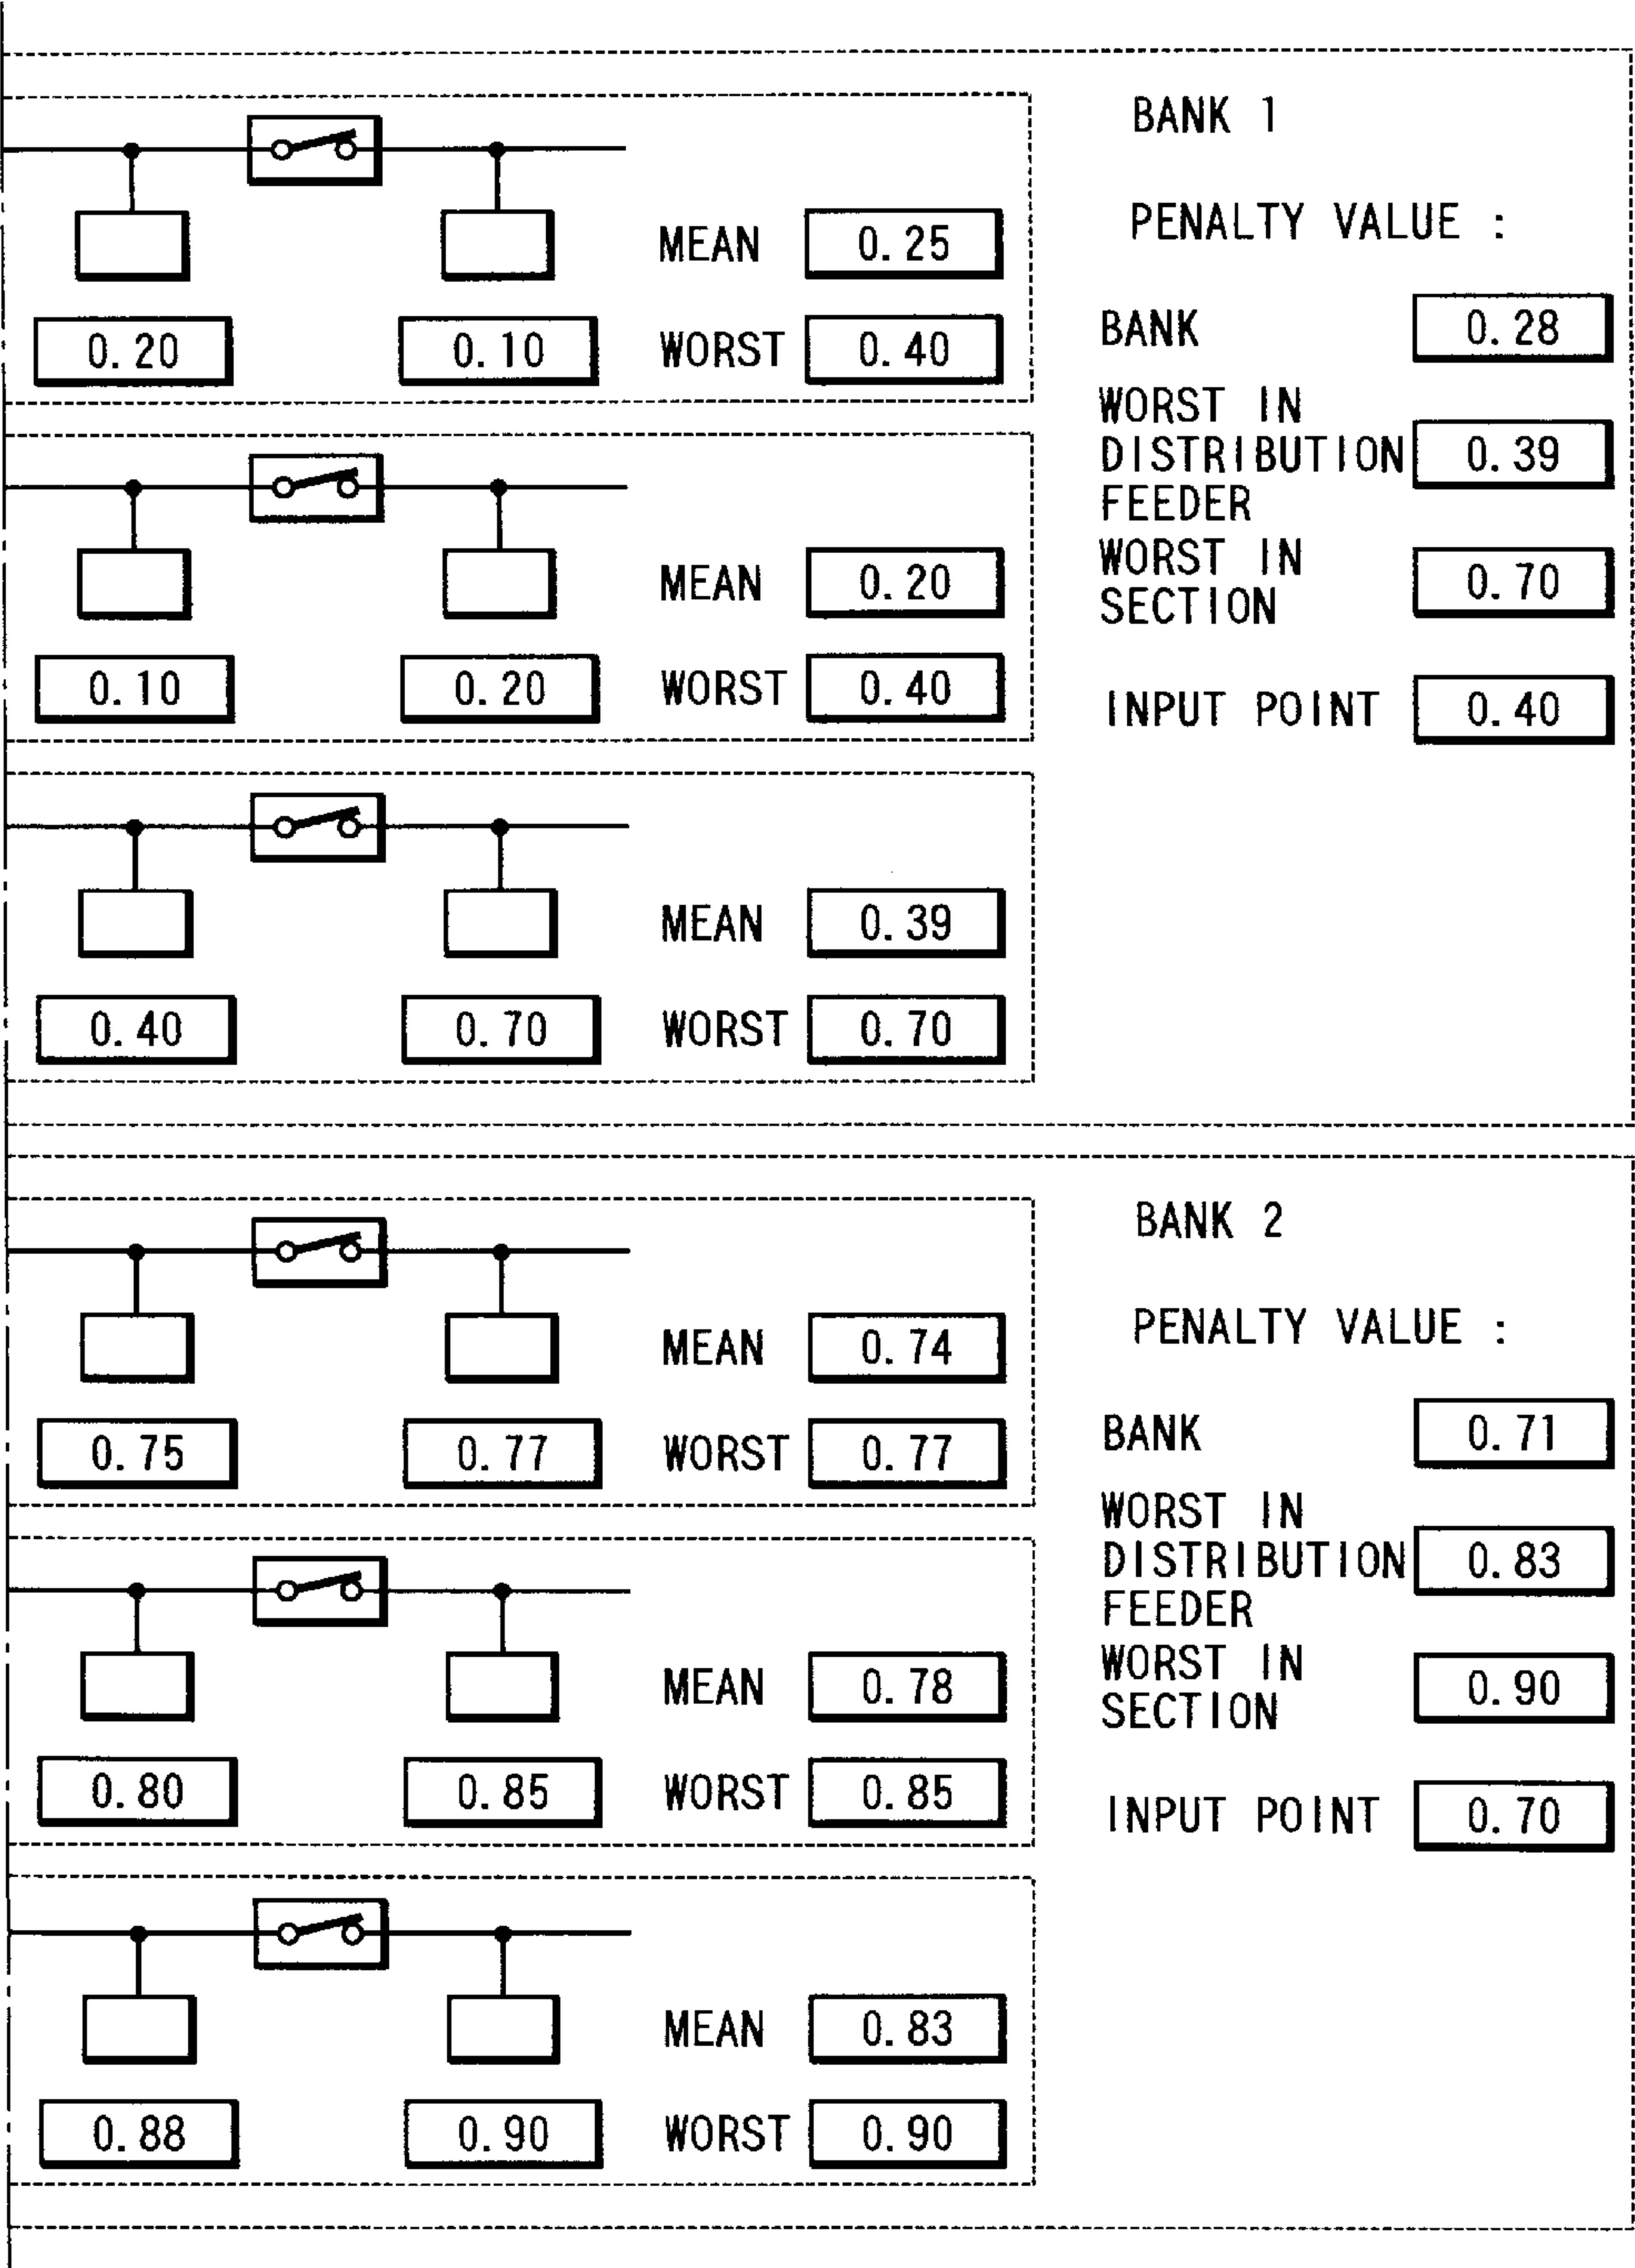 BANK 1
PENALTY VALUE :
MEAN 0.25
0.20 0.10 WORST 0.40
BANK 0.28
WORST IN
DISTRIBUTION 0.39
FEEDER
MEAN 0.20
WORST IN
SECTION 0.70
0.10 0.20 WORST 0.40
INPUT POINT 0.40
MEAN 0.39
0.40 0.70 WORST 0.70
BANK 2
PENALTY VALUE :
MEAN 0.74
0.75 0.77 WORST 0.77
BANK 0.71
WORST IN
DISTRIBUTION 0.83
FEEDER
MEAN 0.78
WORST IN
SECTION 0.90
0.80 0.85 WORST 0.85
INPUT POINT 0.70
MEAN 0.83
0.88 0.90 WORST 0.90